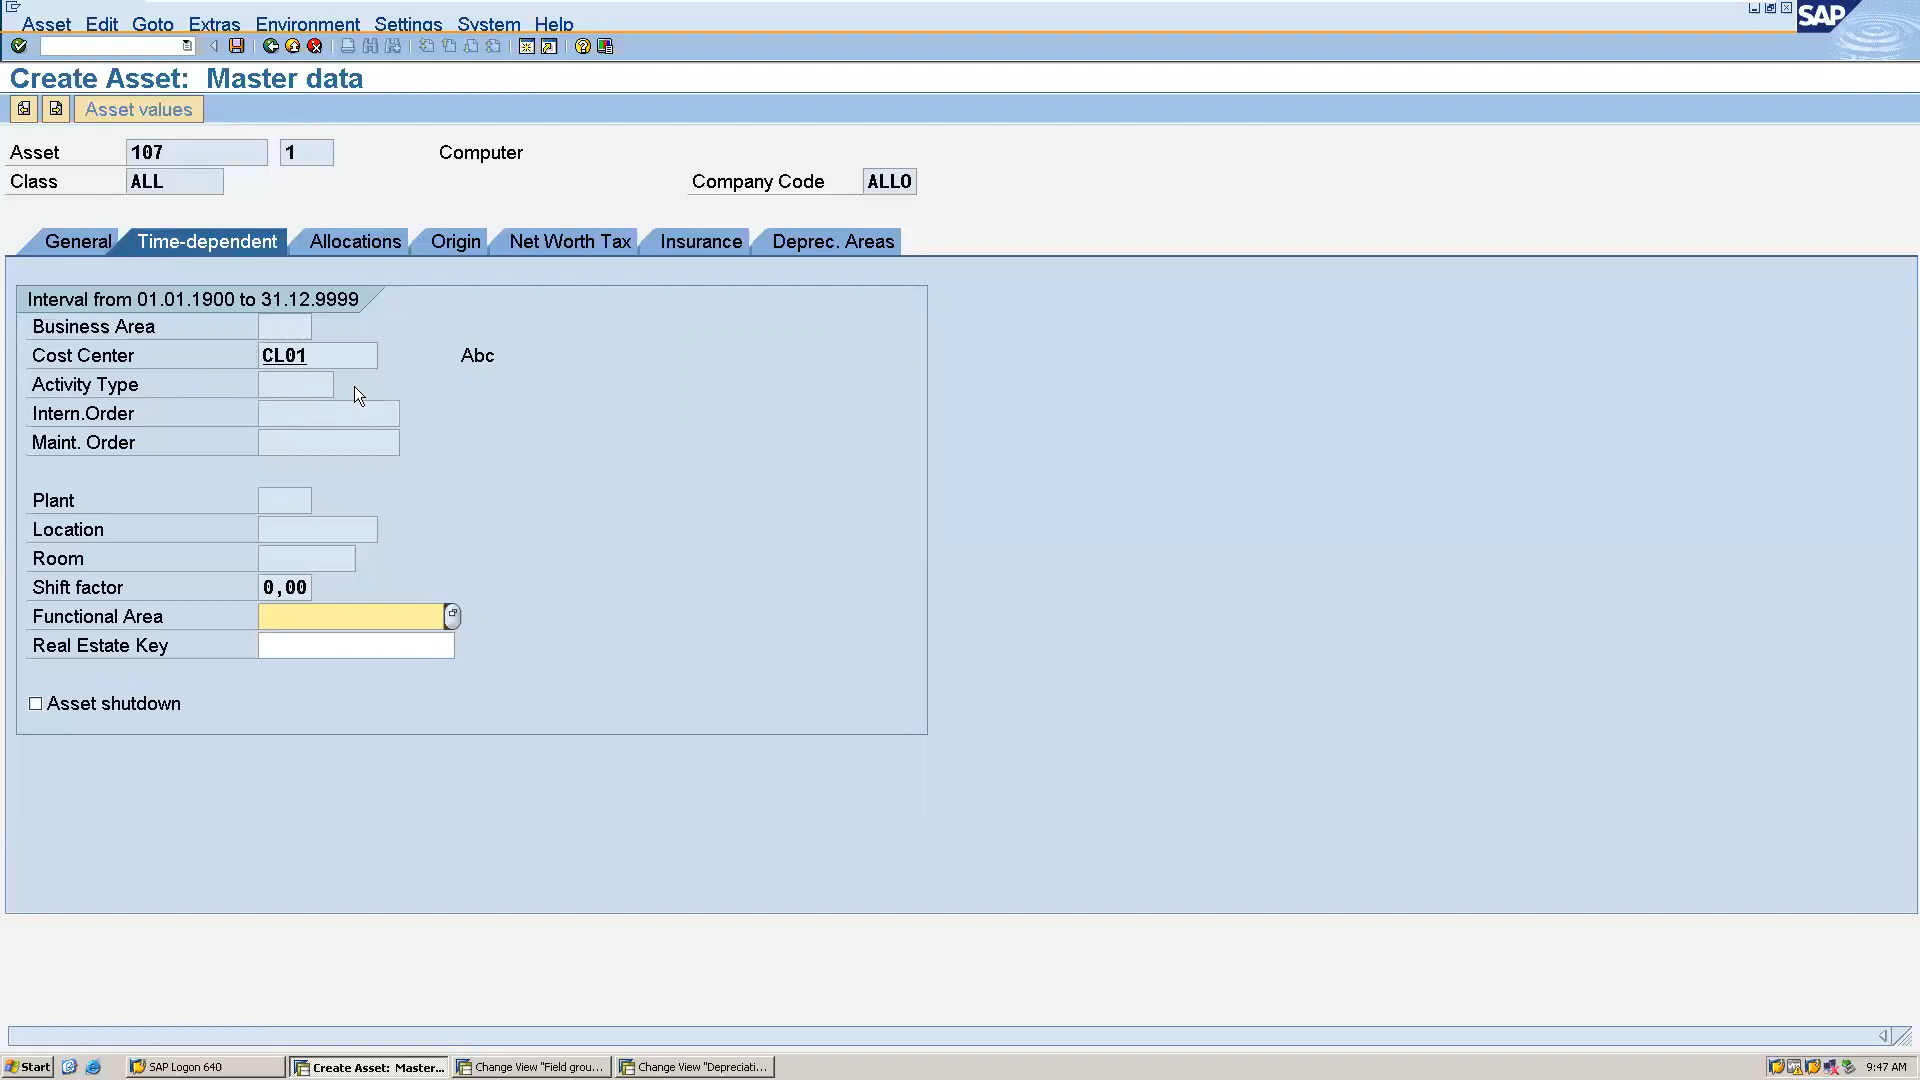 Asset Edit Goto Extras Environment Settings System Help
SAP
Create Asset: Master data
Asset values
Asset 107 1 Computer
Class ALL Company Code ALLO
General Time-dependent Allocations Origin Net Worth Tax Insurance Deprec. Areas
Interval from 01.01.1900 to 31.12.9999
Business Area
Cost Center CL01 Abc
Activity Type
Intern.Order
Maint. Order
Plant
Location
Room
Shift factor 0,00
Functional Area
Real Estate Key
Asset shutdown
Start SAP Logon 640 Create Asset: Master... Change View "Field grou... Change View "Depreciati... 9:47 AM